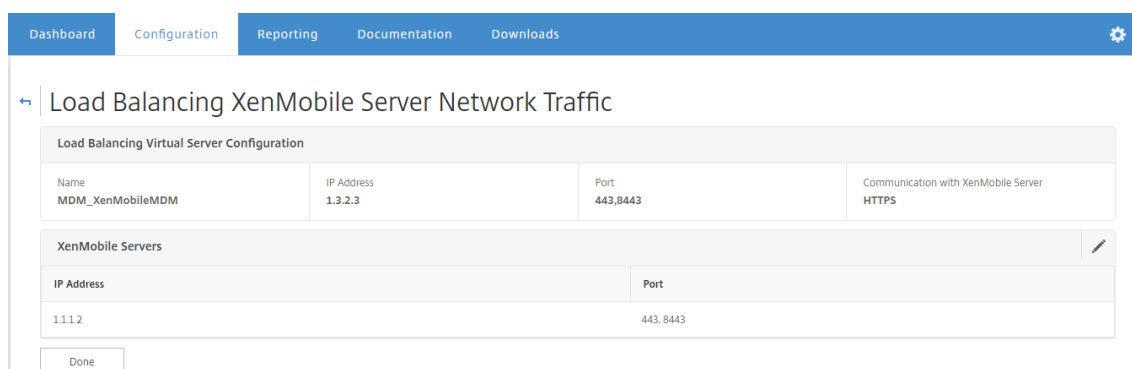 Dashboard Configuration Reporting Documentation Downloads
Load Balancing XenMobile Server Network Traffic
Load Balancing Virtual Server Configuration
Name IP Address Port Communication with XenMobile Server
MDM_XenMobileMDM 1.3.2.3 443,8443 HTTPS
XenMobile Servers
IP Address Port
1.1.1.2 443, 8443
Done